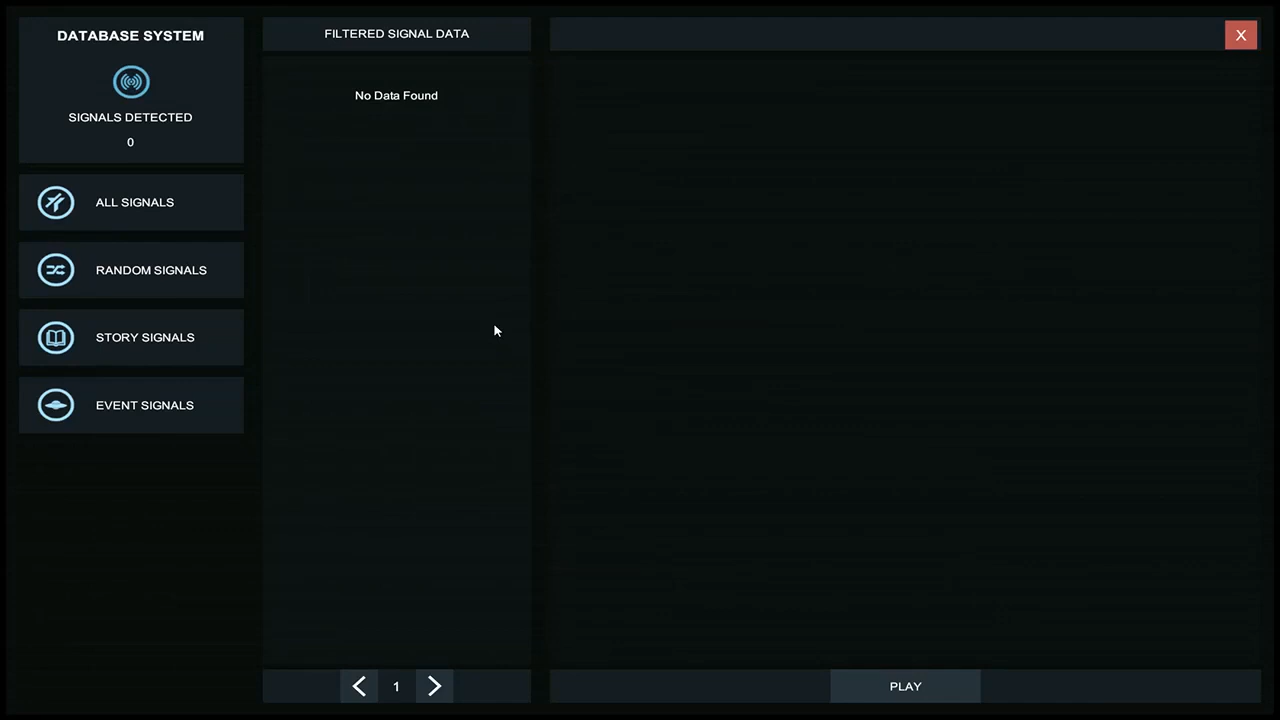 DATABASE SYSTEM
SIGNALS DETECTED
0
ALL SIGNALS
RANDOM SIGNALS
STORY SIGNALS
EVENT SIGNALS
FILTERED SIGNAL DATA
No Data Found
1
X
PLAY